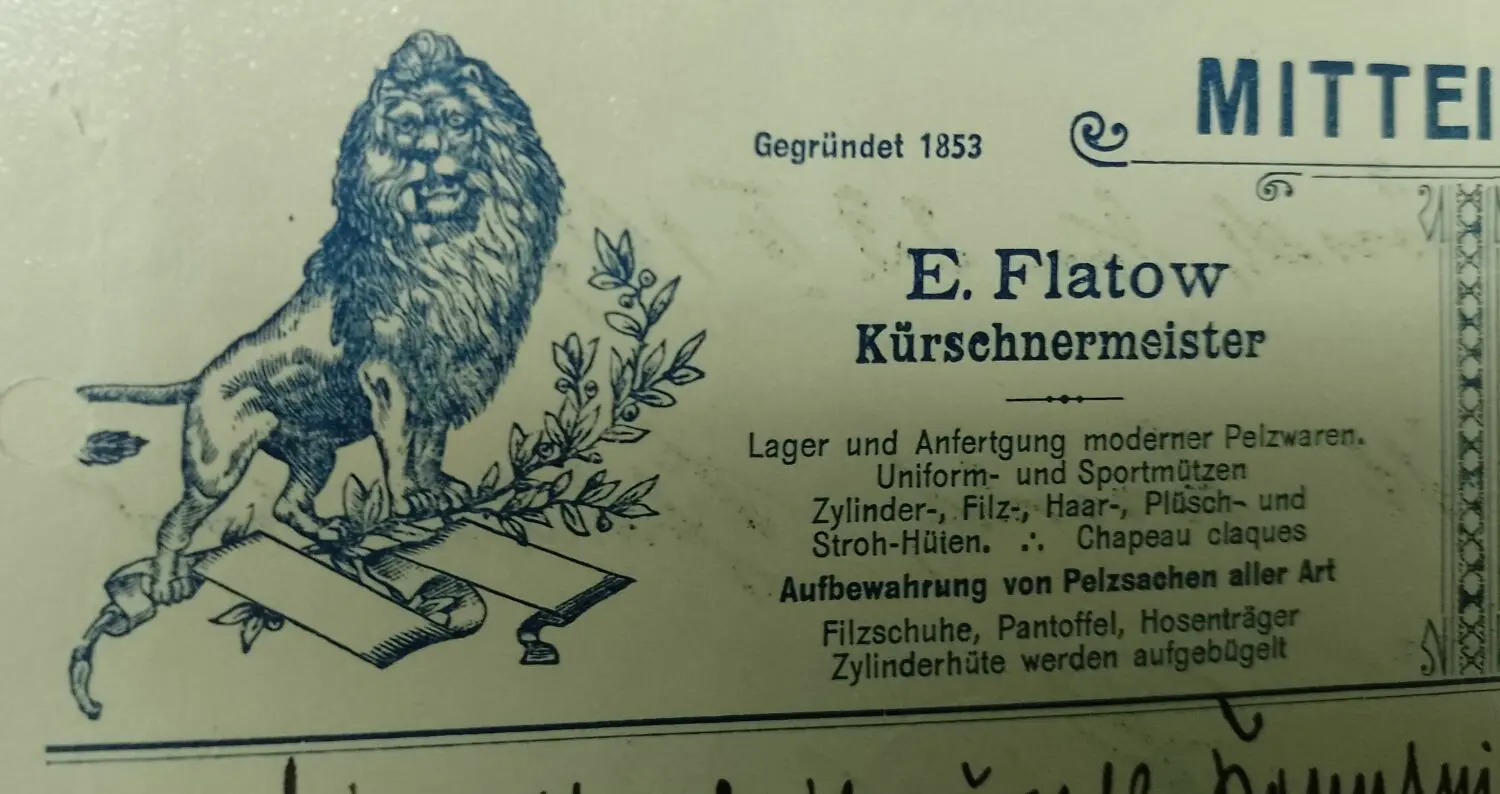 Gegründet 1853
MITTEI
E. Flatow
Kürschnermeister
Lager und Anfertgung moderner Pelzwaren.
Uniform- und Sportmützen
Zylinder-, Filz-, Haar-, Plüsch- und
Stroh-Hüten. .·. Chapeau claques
Aufbewahrung von Pelzsachen aller Art
Filzschuhe, Pantoffel, Hosenträger
Zylinderhüte werden aufgebügelt